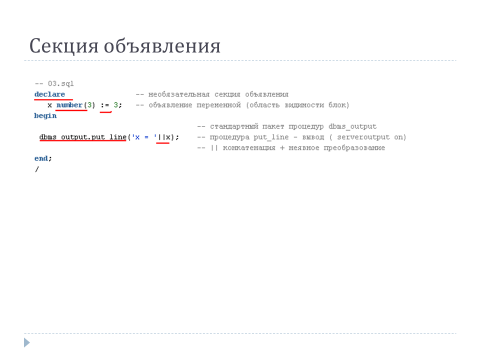 Секция объявления
-- 03.sql
declare -- необязательная секция объявления
x number(3) := 3; -- объявление переменной (область видимости блок)
begin
-- стандартный пакет процедур dbms_output
dbms_output.put_line('x = '||x); -- процедура put_line - вывод ( serveroutput on)
-- || конкатенация + неявное преобразование
end;
/